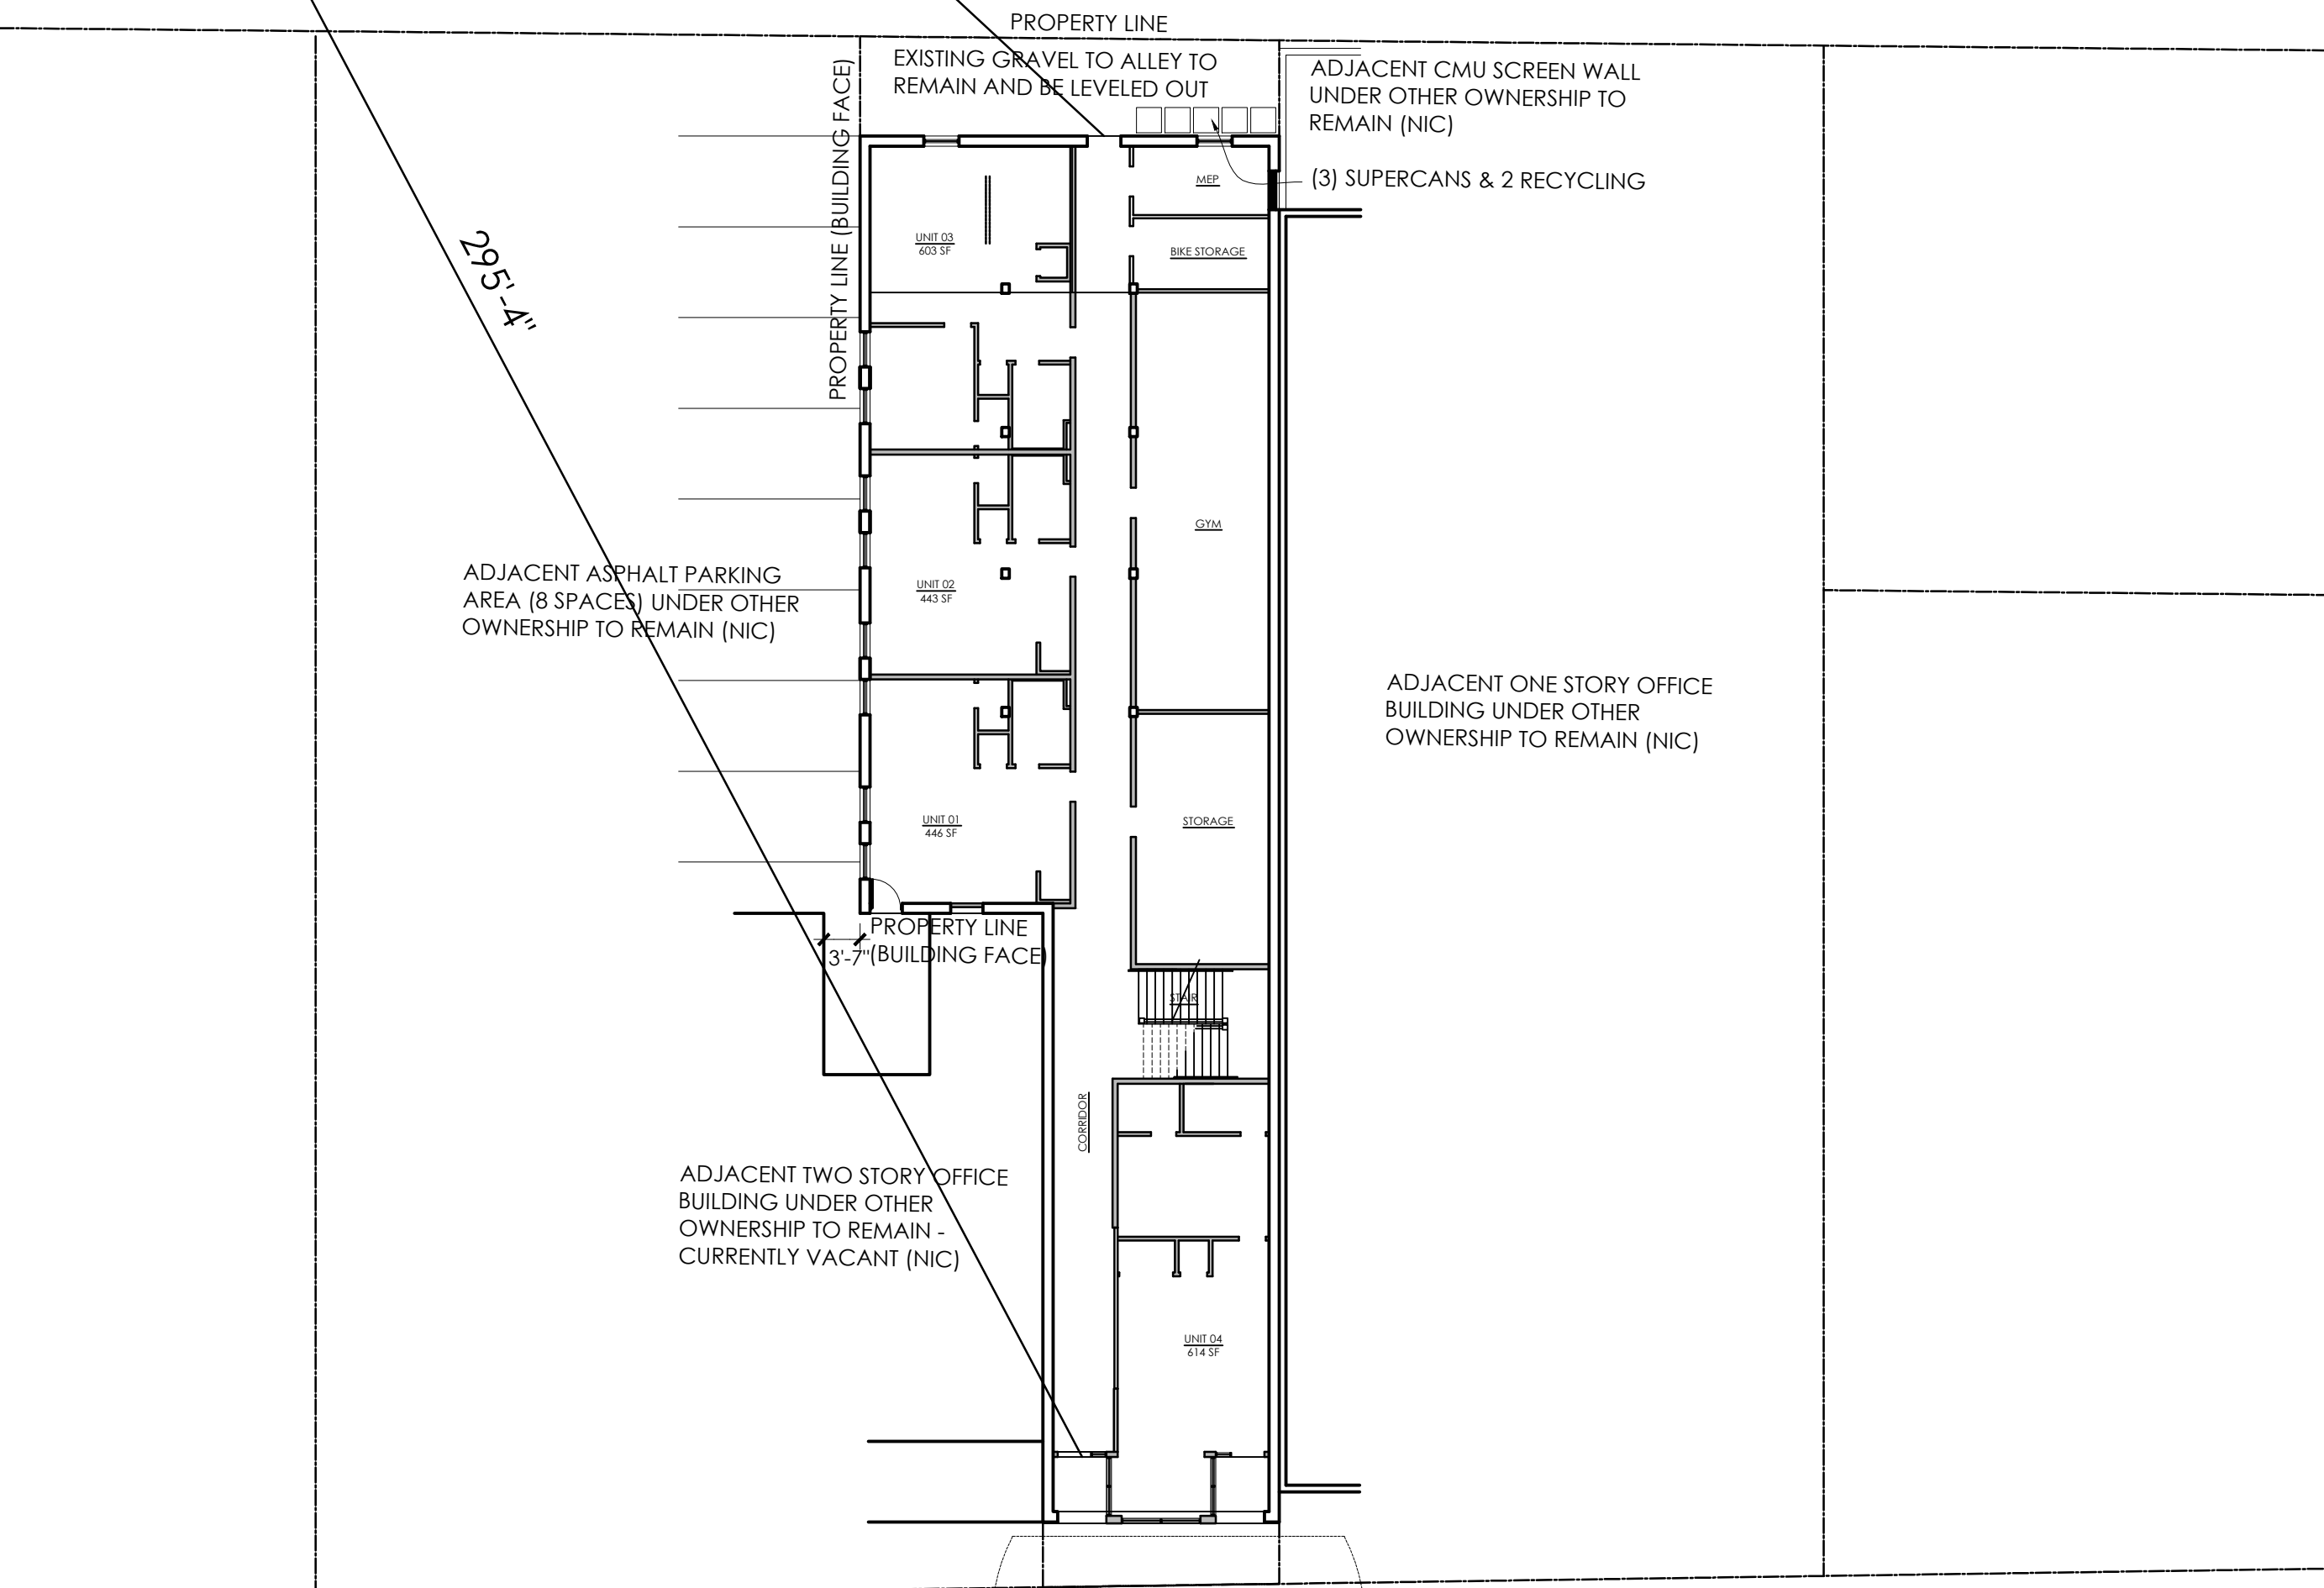 PROPERTY LINE
EXISTING GRAVEL TO ALLEY TO
REMAIN AND BE LEVELED OUT
ADJACENT CMU SCREEN WALL
UNDER OTHER OWNERSHIP TO
REMAIN (NIC)
(3) SUPERCANS & 2 RECYCLING
PROPERTY LINE (BUILDING FACE)
MEP
UNIT 03
603 SF
BIKE STORAGE
295'-4"
GYM
ADJACENT ASPHALT PARKING
AREA (8 SPACES) UNDER OTHER
OWNERSHIP TO REMAIN (NIC)
UNIT 02
443 SF
ADJACENT ONE STORY OFFICE
BUILDING UNDER OTHER
OWNERSHIP TO REMAIN (NIC)
UNIT 01
446 SF
STORAGE
PROPERTY LINE
(BUILDING FACE)
3'-7"
STAIR
CORRIDOR
ADJACENT TWO STORY OFFICE
BUILDING UNDER OTHER
OWNERSHIP TO REMAIN -
CURRENTLY VACANT (NIC)
UNIT 04
614 SF